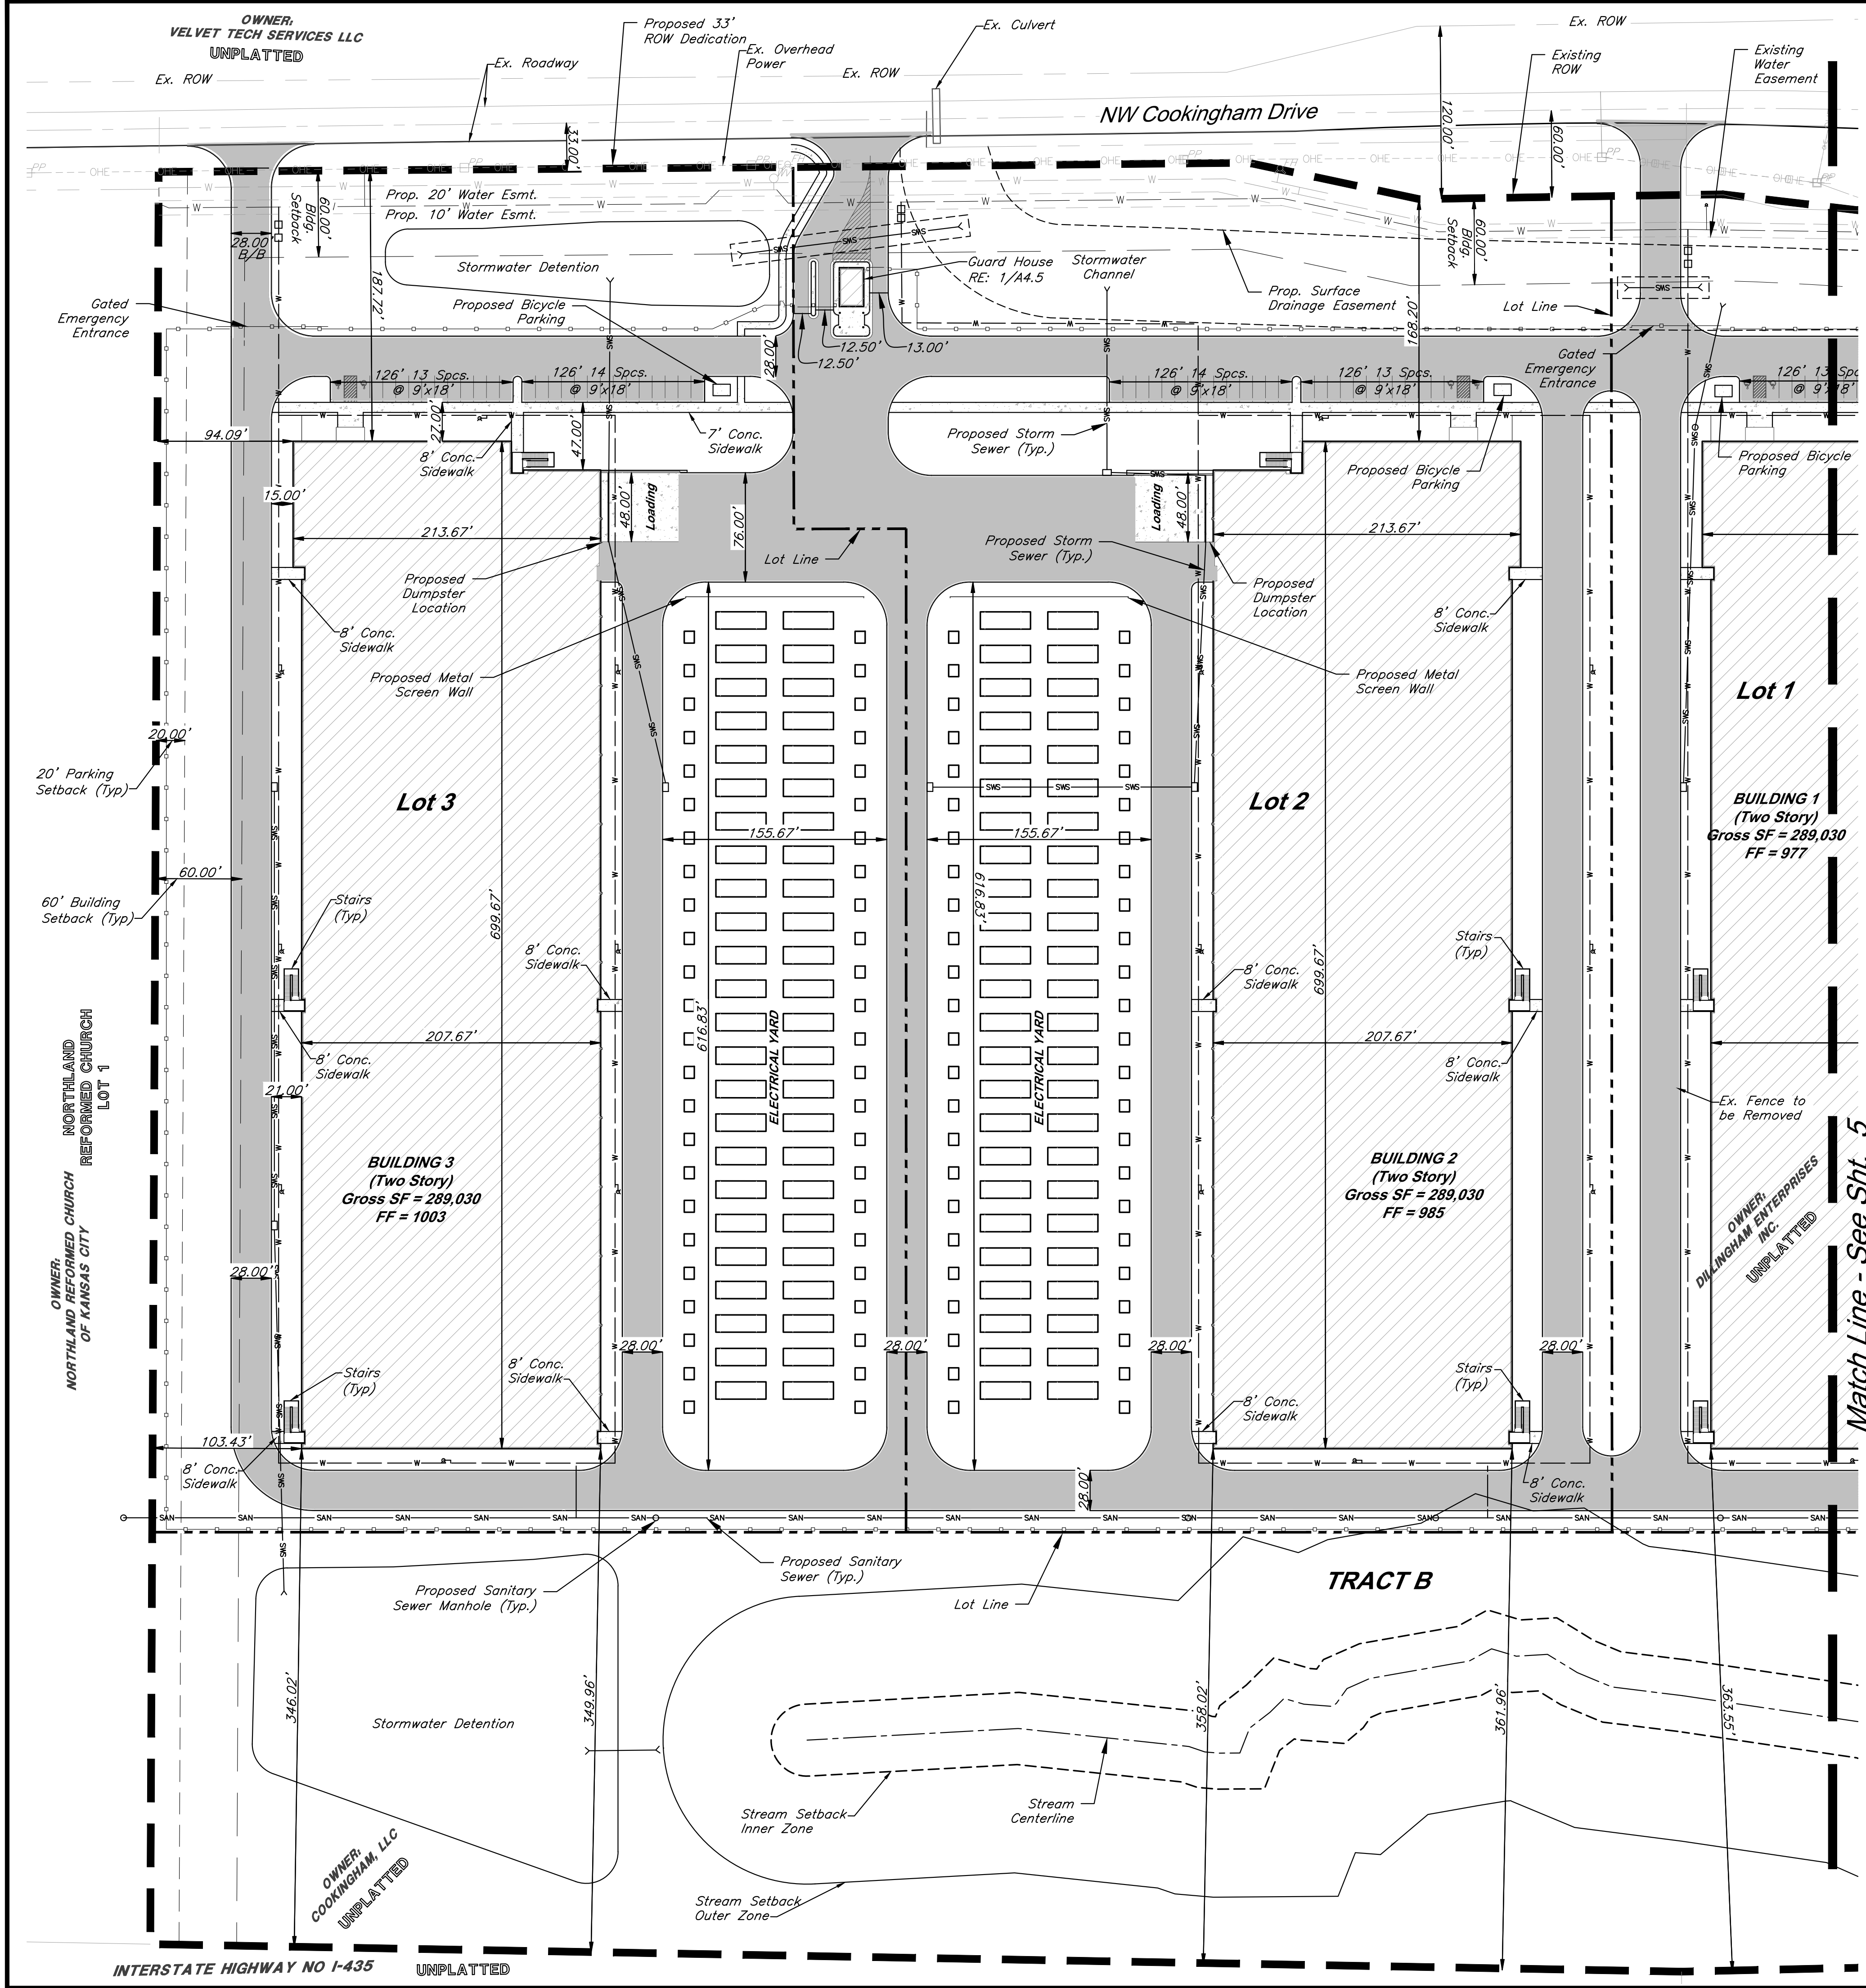 OWNER:
VELVET TECH SERVICES LLC
UNPLATTED
Proposed 33'
ROW Dedication
Ex. Overhead
Power
Ex. Culvert
Ex. ROW
Existing
ROW
Existing
Water
Easement
Ex. ROW
Ex. Roadway
Ex. ROW
NW Cookingham Drive
33.00'
120.00'
60.00'
Prop. 20' Water Esmt.
Prop. 10' Water Esmt.
60.00'
Bldg.
Setback
28.00'
B/B
187.72'
Stormwater Detention
Guard House
RE: 1/A4.5
Stormwater
Channel
Prop. Surface
Drainage Easement
60.00'
Bldg.
Setback
Lot Line
168.20'
Gated
Emergency
Entrance
Proposed Bicycle
Parking
12.50'
12.50'
13.00'
28.00'
Gated
Emergency
Entrance
126' 13 Spcs.
@ 9'x18'
126' 14 Spcs.
@ 9'x18'
126' 14 Spcs.
@ 9'x18'
126' 13 Spcs.
@ 9'x18'
126' 13 Spc
@ 9'x18'
94.09'
27.00'
8' Conc.
Sidewalk
47.00'
7' Conc.
Sidewalk
Proposed Storm
Sewer (Typ.)
Proposed Bicycle
Parking
Proposed Bicycle
Parking
15.00'
213.67'
48.00'
Loading
76.00'
Lot Line
Loading
48.00'
213.67'
Proposed Storm
Sewer (Typ.)
Proposed
Dumpster
Location
Proposed
Dumpster
Location
8' Conc.
Sidewalk
8' Conc.
Sidewalk
Proposed Metal
Screen Wall
Proposed Metal
Screen Wall
Lot 1
20.00'
20' Parking
Setback (Typ)
Lot 3
Lot 2
BUILDING 1
(Two Story)
Gross SF = 289,030
FF = 977
155.67'
155.67'
60.00'
60' Building
Setback (Typ)
Stairs
(Typ)
699.67'
616.83'
8' Conc.
Sidewalk
8' Conc.
Sidewalk
699.67'
Stairs
(Typ)
616.83'
ELECTRICAL YARD
ELECTRICAL YARD
207.67'
207.67'
8' Conc.
Sidewalk
8' Conc.
Sidewalk
21.00'
Ex. Fence to
be Removed
NORTHLAND
REFORMED CHURCH
LOT 1
OWNER:
NORTHLAND REFORMED CHURCH
OF KANSAS CITY
BUILDING 3
(Two Story)
Gross SF = 289,030
FF = 1003
BUILDING 2
(Two Story)
Gross SF = 289,030
FF = 985
OWNER:
DILLINGHAM ENTERPRISES
INC.
UNPLATTED
Match Line - See Sht. 5
28.00'
28.00'
28.00'
28.00'
28.00'
Stairs
(Typ)
8' Conc.
Sidewalk
Stairs
(Typ)
8' Conc.
Sidewalk
103.43'
8' Conc.
Sidewalk
28.00'
8' Conc.
Sidewalk
Proposed Sanitary
Sewer (Typ.)
Proposed Sanitary
Sewer Manhole (Typ.)
Lot Line
TRACT B
346.02'
349.96'
358.02'
361.96'
363.55'
Stormwater Detention
Stream Setback
Inner Zone
Stream
Centerline
OWNER:
COOKINGHAM, LLC
UNPLATTED
Stream Setback
Outer Zone
INTERSTATE HIGHWAY NO I-435
UNPLATTED